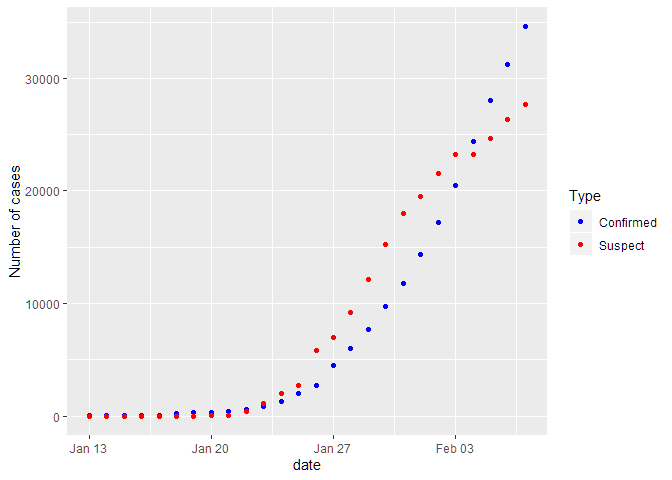 30000
20000
10000
0
Number of cases
Jan 13
Jan 20
Jan 27
Feb 03
date
Type
Confirmed
Suspect